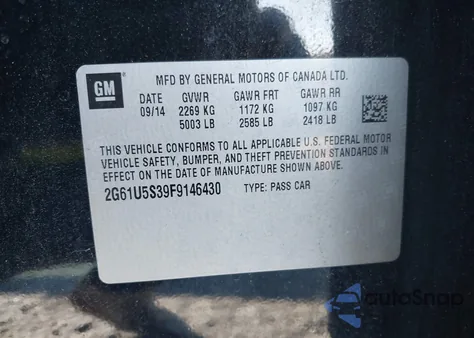 GM
MFD BY GENERAL MOTORS OF CANADA LTD.
DATE GVWR GAWR FRT GAWR RR
09/14 2269 KG 1172 KG 1097 KG
5003 LB 2585 LB 2418 LB
THIS VEHICLE CONFORMS TO ALL APPLICABLE U.S. FEDERAL MOTOR
VEHICLE SAFETY, BUMPER, AND THEFT PREVENTION STANDARDS IN
EFFECT ON THE DATE OF MANUFACTURE SHOWN ABOVE.
2G61U5S39F9146430 TYPE: PASS CAR
AutoSnap